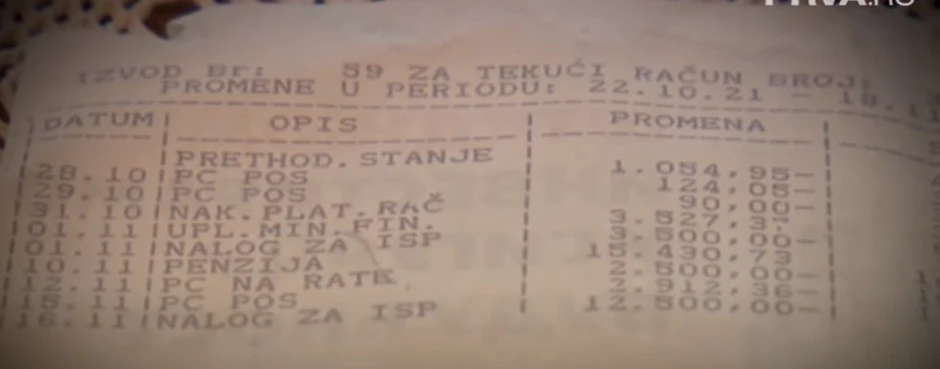 PRVA.RS
IZVOD Br: 59 ZA TEKUĆI RAČUN BROJ:
PROMENE U PERIODU: 22.10.21 - 18.11
DATUM | OPIS | PROMENA |
PRETHOD.STANJE
28.10 | PC POS 1.054,95-
29.10 | PC POS 124,05-
31.10 | NAK.PLAT.RAČ 90,00-
01.11 | UPL.MIN.FIN. 3.527,37
01.11 | NALOG ZA ISP 3.500,00-
10.11 | PENZIJA 15.430,73
12.11 | PC NA RATE 2.500,00-
15.11 | PC POS 2.912,36-
16.11 | NALOG ZA ISP 12.500,00-